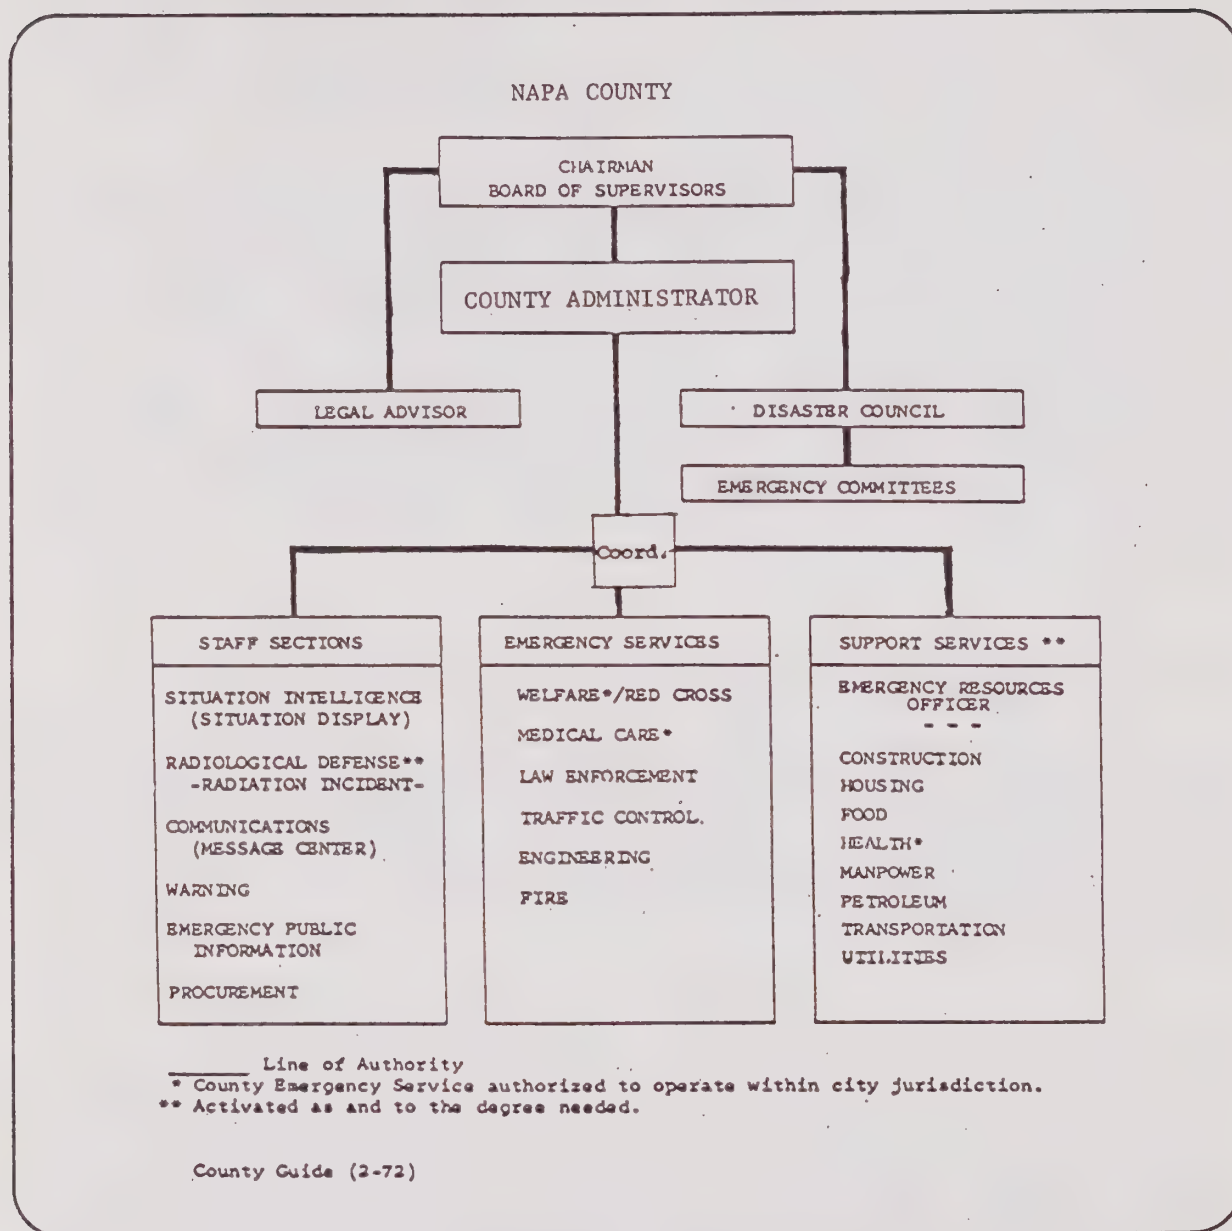 NAPA COUNTY
CHAIRMAN
BOARD OF SUPERVISORS
COUNTY ADMINISTRATOR
LEGAL ADVISOR
DISASTER COUNCIL
EMERGENCY COMMITTEES
Coord.
STAFF SECTIONS
SITUATION INTELLIGENCE
(SITUATION DISPLAY)
RADIOLOGICAL DEFENSE**
-RADIATION INCIDENT-
COMMUNICATIONS
(MESSAGE CENTER)
WARNING
EMERGENCY PUBLIC
INFORMATION
PROCUREMENT
EMERGENCY SERVICES
WELFARE*/RED CROSS
MEDICAL CARE*
LAW ENFORCEMENT
TRAFFIC CONTROL
ENGINEERING
FIRE
SUPPORT SERVICES **
EMERGENCY RESOURCES
OFFICER
- - -
CONSTRUCTION
HOUSING
FOOD
HEALTH*
MANPOWER
PETROLEUM
TRANSPORTATION
UTILITIES
______ Line of Authority
* County Emergency Service authorized to operate within city jurisdiction.
** Activated as and to the degree needed.
County Guide (2-72)